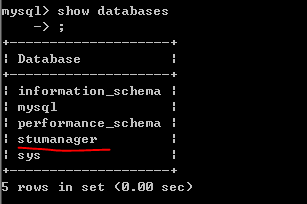 mysql> show databases
    -> ;
+--------------------+
| Database           |
+--------------------+
| information_schema |
| mysql              |
| performance_schema |
| stumanager         |
| sys                |
+--------------------+
5 rows in set (0.00 sec)